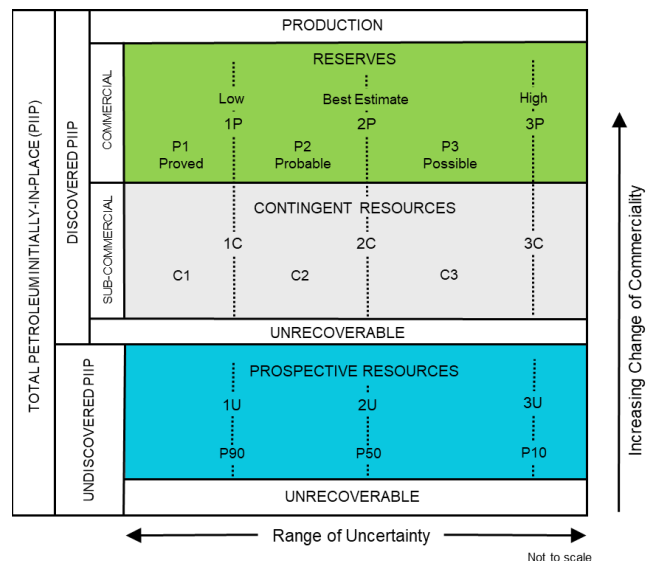 TOTAL PETROLEUM INITIALLY-IN-PLACE (PIIP)
DISCOVERED PIIP
UNDISCOVERED PIIP
COMMERCIAL
SUB-COMMERCIAL
PRODUCTION
RESERVES
Low Best Estimate High
1P 2P 3P
P1 P2 P3
Proved Probable Possible
CONTINGENT RESOURCES
1C 2C 3C
C1 C2 C3
UNRECOVERABLE
PROSPECTIVE RESOURCES
1U 2U 3U
P90 P50 P10
UNRECOVERABLE
Increasing Change of Commerciality
Range of Uncertainty
Not to scale